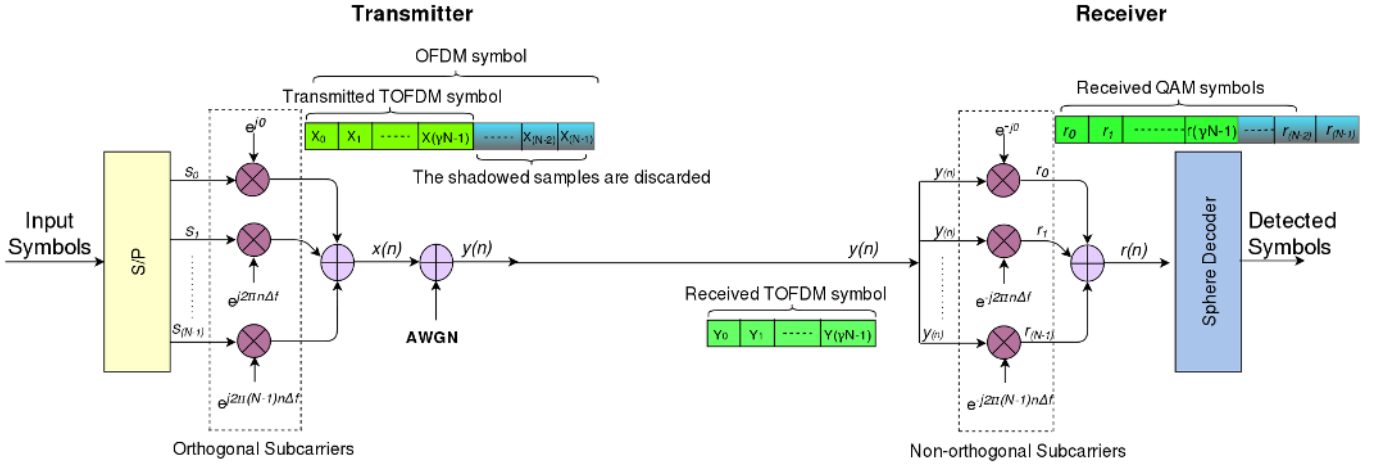 Transmitter
Receiver
OFDM symbol
Transmitted TOFDM symbol
X0 X1 ----- X(γN-1) ----- X(N-2) X(N-1)
The shadowed samples are discarded
Received QAM symbols
r0 r1 --------- r(γN-1) ----- r(N-2) r(N-1)
Input
Symbols
S/P
S0
S1
S(N-1)
e^j0
e^j2πnΔf
e^j2π(N-1)nΔf
Orthogonal Subcarriers
x(n)
y(n)
AWGN
Received TOFDM symbol
Y0 Y1 ----- Y(γN-1)
y(n)
y(n)
y(n)
y(n)
e^-j0
e^-j2πnΔf
e^-j2π(N-1)nΔf
r0
r1
r(N-1)
Non-orthogonal Subcarriers
r(n)
Sphere Decoder
Detected
Symbols